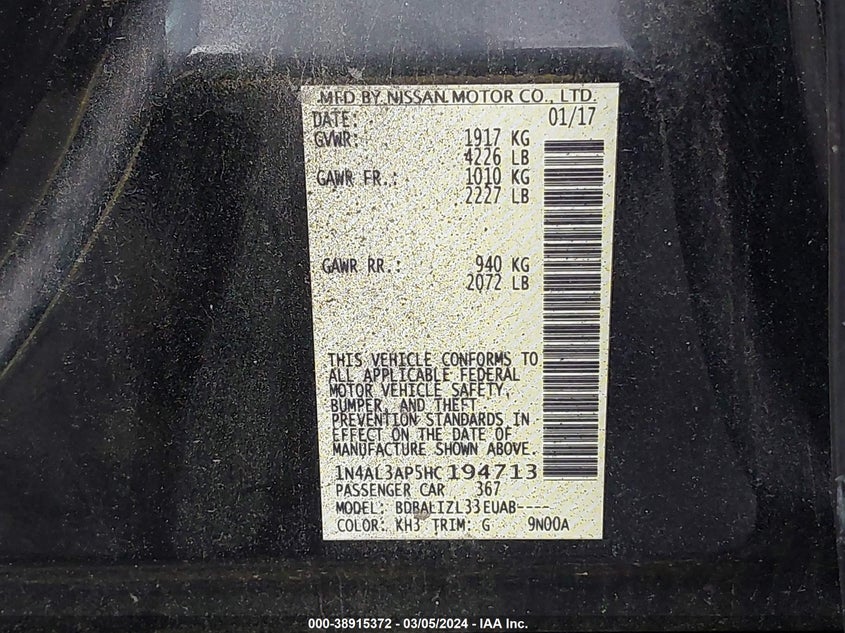 MFD BY NISSAN MOTOR CO., LTD.
DATE: 01/17
GVWR: 1917 KG
4226 LB
GAWR FR.: 1010 KG
2227 LB
GAWR RR.: 940 KG
2072 LB
THIS VEHICLE CONFORMS TO
ALL APPLICABLE FEDERAL
MOTOR VEHICLE SAFETY,
BUMPER, AND THEFT
PREVENTION STANDARDS IN
EFFECT ON THE DATE OF
MANUFACTURE SHOWN ABOVE.
1N4AL3AP5HC194713
PASSENGER CAR 367
MODEL: BDBALIZL33EUAB----
COLOR: KH3 TRIM: G 9N00A
000-38915372 - 03/05/2024 - IAA Inc.